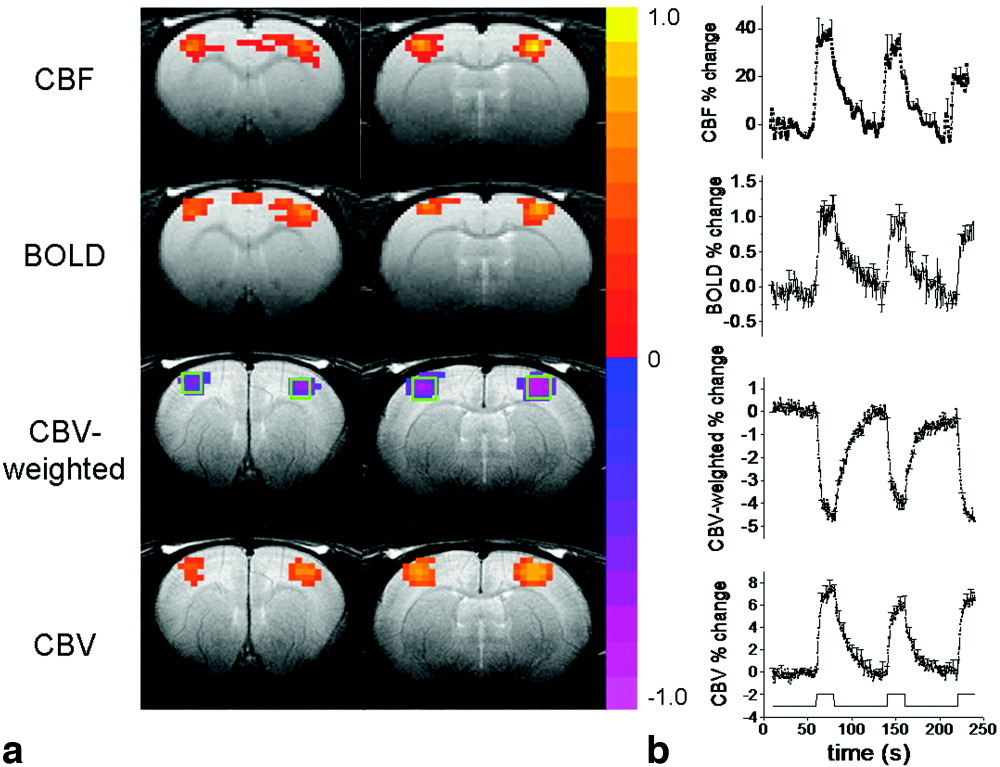 CBF
BOLD
CBV-
weighted
CBV
1.0
0
-1.0
a
CBF % change
40
20
0
BOLD % change
1.5
1.0
0.5
0.0
-0.5
CBV-weighted % change
1
0
-1
-2
-3
-4
-5
CBV % change
8
6
4
2
0
-2
-4
0 50 100 150 200 250
time (s)
b